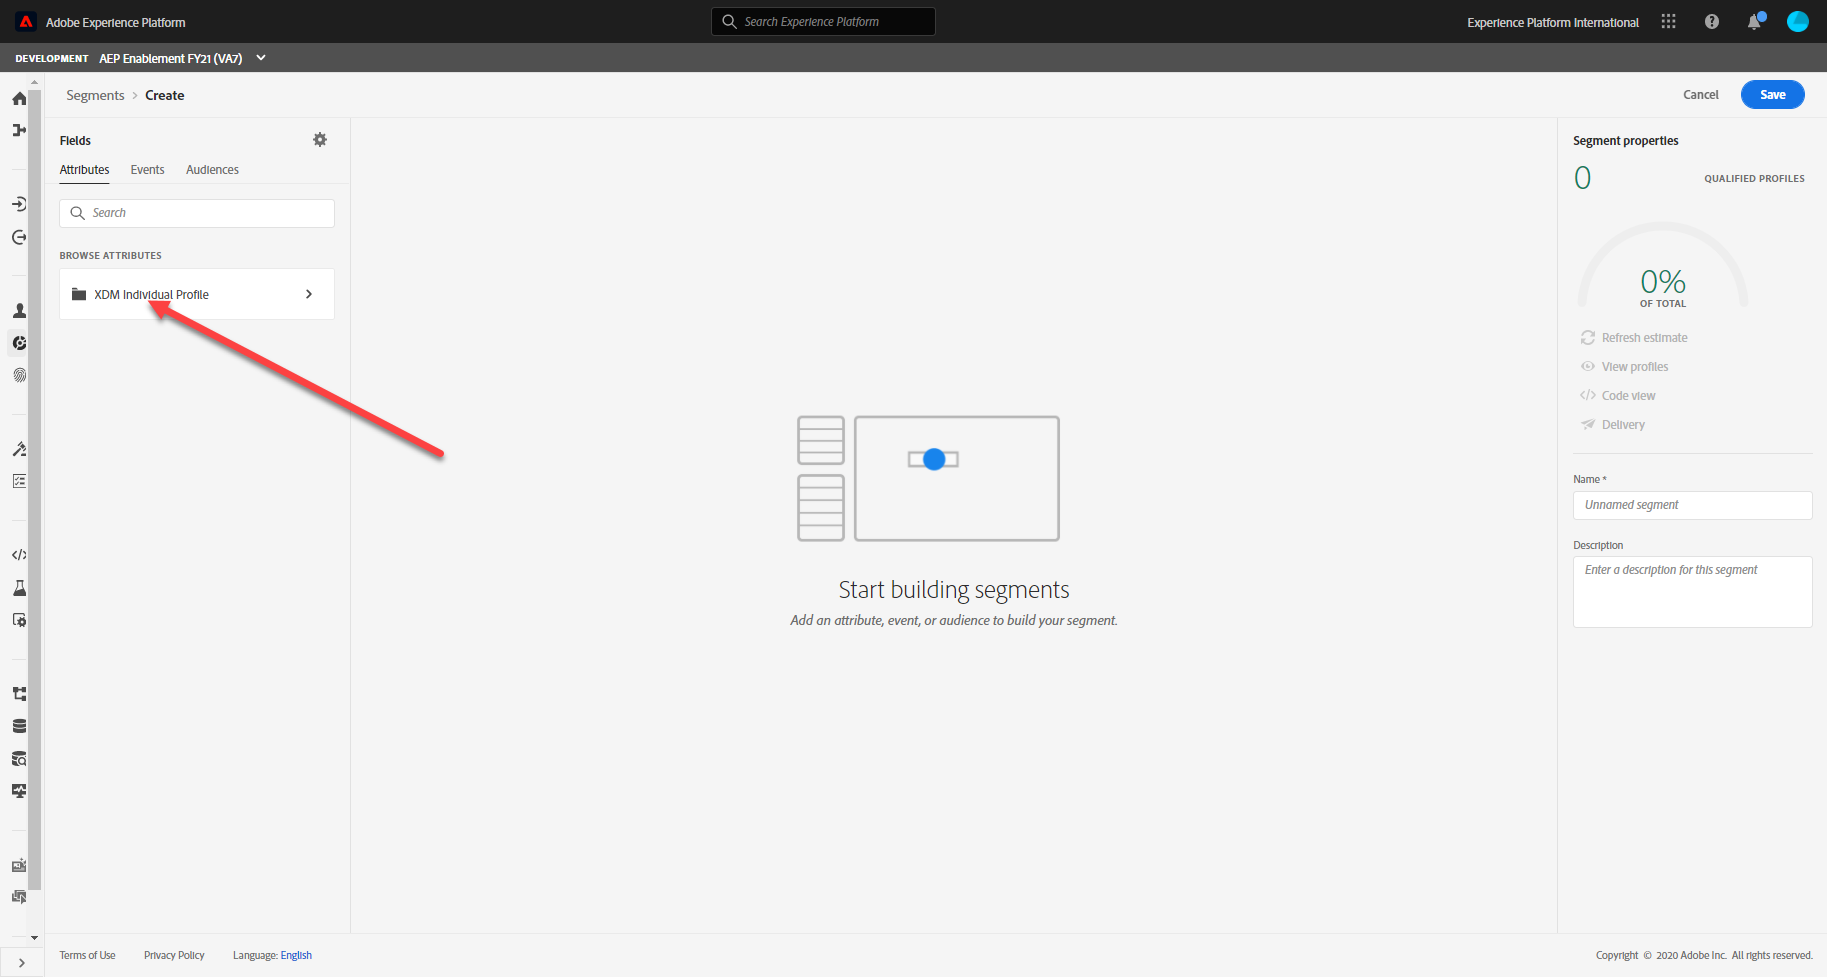 Adobe Experience Platform
Search Experience Platform
Experience Platform International
DEVELOPMENT AEP Enablement FY21 (VA7)
Segments > Create
Cancel
Save
Fields
Attributes Events Audiences
Search
BROWSE ATTRIBUTES
XDM Individual Profile
Start building segments
Add an attribute, event, or audience to build your segment.
Segment properties
0 QUALIFIED PROFILES
0%
OF TOTAL
Refresh estimate
View profiles
Code view
Delivery
Name *
Unnamed segment
Description
Enter a description for this segment
Terms of Use Privacy Policy Language: English
Copyright © 2020 Adobe Inc. All rights reserved.